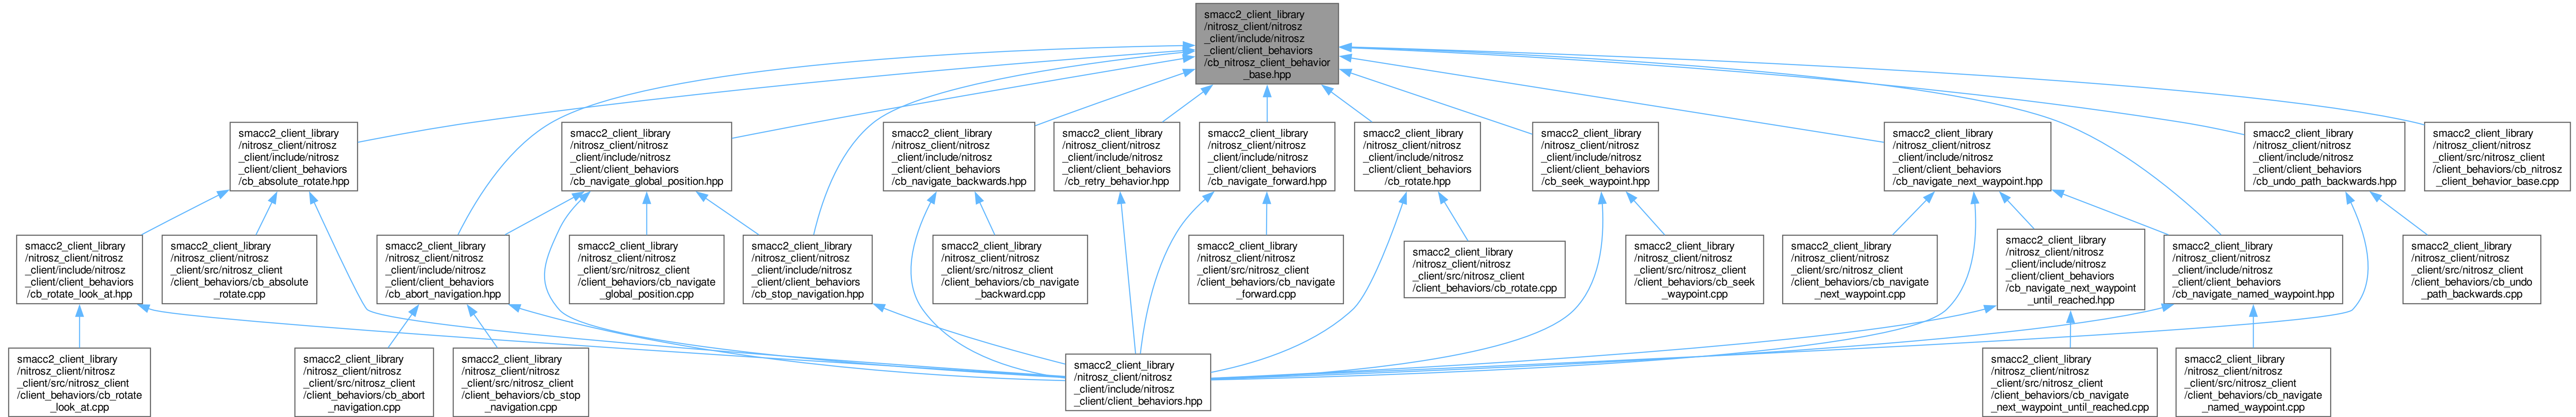 smacc2_client_library
/nitrosz_client/nitrosz
_client/include/nitrosz
_client/client_behaviors
/cb_nitrosz_client_behavior
_base.hpp
smacc2_client_library
/nitrosz_client/nitrosz
_client/include/nitrosz
_client/client_behaviors
/cb_absolute_rotate.hpp
smacc2_client_library
/nitrosz_client/nitrosz
_client/include/nitrosz
_client/client_behaviors
/cb_navigate_global_position.hpp
smacc2_client_library
/nitrosz_client/nitrosz
_client/include/nitrosz
_client/client_behaviors
/cb_navigate_backwards.hpp
smacc2_client_library
/nitrosz_client/nitrosz
_client/include/nitrosz
_client/client_behaviors
/cb_retry_behavior.hpp
smacc2_client_library
/nitrosz_client/nitrosz
_client/include/nitrosz
_client/client_behaviors
/cb_navigate_forward.hpp
smacc2_client_library
/nitrosz_client/nitrosz
_client/include/nitrosz
_client/client_behaviors
/cb_rotate.hpp
smacc2_client_library
/nitrosz_client/nitrosz
_client/include/nitrosz
_client/client_behaviors
/cb_seek_waypoint.hpp
smacc2_client_library
/nitrosz_client/nitrosz
_client/include/nitrosz
_client/client_behaviors
/cb_navigate_next_waypoint.hpp
smacc2_client_library
/nitrosz_client/nitrosz
_client/include/nitrosz
_client/client_behaviors
/cb_undo_path_backwards.hpp
smacc2_client_library
/nitrosz_client/nitrosz
_client/src/nitrosz_client
/client_behaviors/cb_nitrosz
_client_behavior_base.cpp
smacc2_client_library
/nitrosz_client/nitrosz
_client/include/nitrosz
_client/client_behaviors
/cb_rotate_look_at.hpp
smacc2_client_library
/nitrosz_client/nitrosz
_client/src/nitrosz_client
/client_behaviors/cb_absolute
_rotate.cpp
smacc2_client_library
/nitrosz_client/nitrosz
_client/include/nitrosz
_client/client_behaviors
/cb_abort_navigation.hpp
smacc2_client_library
/nitrosz_client/nitrosz
_client/src/nitrosz_client
/client_behaviors/cb_navigate
_global_position.cpp
smacc2_client_library
/nitrosz_client/nitrosz
_client/include/nitrosz
_client/client_behaviors
/cb_stop_navigation.hpp
smacc2_client_library
/nitrosz_client/nitrosz
_client/src/nitrosz_client
/client_behaviors/cb_navigate
_backward.cpp
smacc2_client_library
/nitrosz_client/nitrosz
_client/src/nitrosz_client
/client_behaviors/cb_navigate
_forward.cpp
smacc2_client_library
/nitrosz_client/nitrosz
_client/src/nitrosz_client
/client_behaviors/cb_rotate.cpp
smacc2_client_library
/nitrosz_client/nitrosz
_client/src/nitrosz_client
/client_behaviors/cb_seek
_waypoint.cpp
smacc2_client_library
/nitrosz_client/nitrosz
_client/src/nitrosz_client
/client_behaviors/cb_navigate
_next_waypoint.cpp
smacc2_client_library
/nitrosz_client/nitrosz
_client/include/nitrosz
_client/client_behaviors
/cb_navigate_next_waypoint
_until_reached.hpp
smacc2_client_library
/nitrosz_client/nitrosz
_client/include/nitrosz
_client/client_behaviors
/cb_navigate_named_waypoint.hpp
smacc2_client_library
/nitrosz_client/nitrosz
_client/src/nitrosz_client
/client_behaviors/cb_undo
_path_backwards.cpp
smacc2_client_library
/nitrosz_client/nitrosz
_client/src/nitrosz_client
/client_behaviors/cb_rotate
_look_at.cpp
smacc2_client_library
/nitrosz_client/nitrosz
_client/src/nitrosz_client
/client_behaviors/cb_abort
_navigation.cpp
smacc2_client_library
/nitrosz_client/nitrosz
_client/src/nitrosz_client
/client_behaviors/cb_stop
_navigation.cpp
smacc2_client_library
/nitrosz_client/nitrosz
_client/include/nitrosz
_client/client_behaviors.hpp
smacc2_client_library
/nitrosz_client/nitrosz
_client/src/nitrosz_client
/client_behaviors/cb_navigate
_next_waypoint_until_reached.cpp
smacc2_client_library
/nitrosz_client/nitrosz
_client/src/nitrosz_client
/client_behaviors/cb_navigate
_named_waypoint.cpp